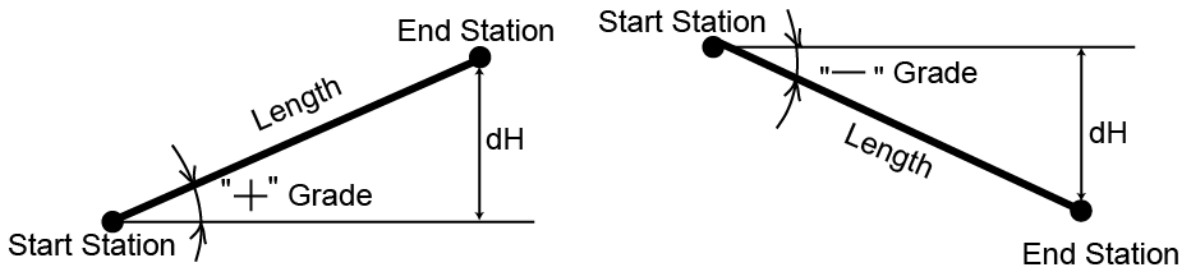 End Station
Length
dH
"+" Grade
Start Station
Start Station
"—" Grade
dH
Length
End Station